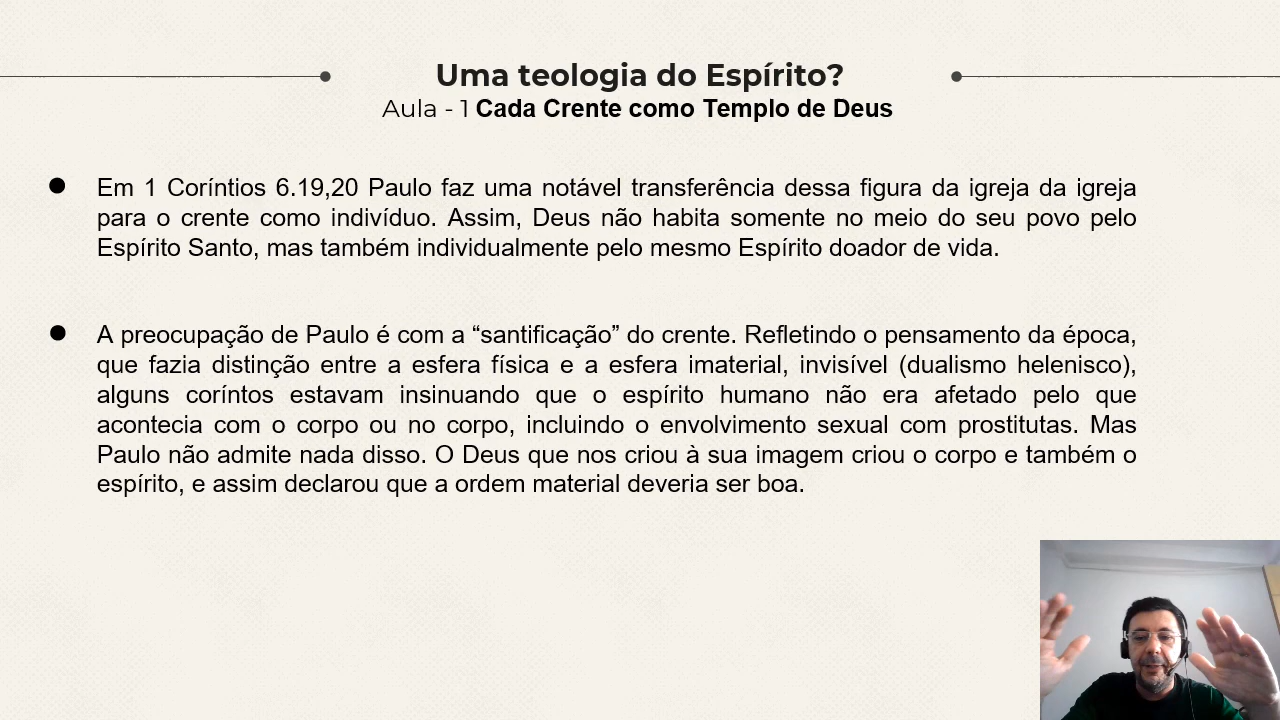 Uma teologia do Espírito?
Aula - 1 Cada Crente como Templo de Deus
● Em 1 Coríntios 6.19,20 Paulo faz uma notável transferência dessa figura da igreja da igreja
para o crente como indivíduo. Assim, Deus não habita somente no meio do seu povo pelo
Espírito Santo, mas também individualmente pelo mesmo Espírito doador de vida.
● A preocupação de Paulo é com a “santificação” do crente. Refletindo o pensamento da época,
que fazia distinção entre a esfera física e a esfera imaterial, invisível (dualismo helenisco),
alguns coríntos estavam insinuando que o espírito humano não era afetado pelo que
acontecia com o corpo ou no corpo, incluindo o envolvimento sexual com prostitutas. Mas
Paulo não admite nada disso. O Deus que nos criou à sua imagem criou o corpo e também o
espírito, e assim declarou que a ordem material deveria ser boa.